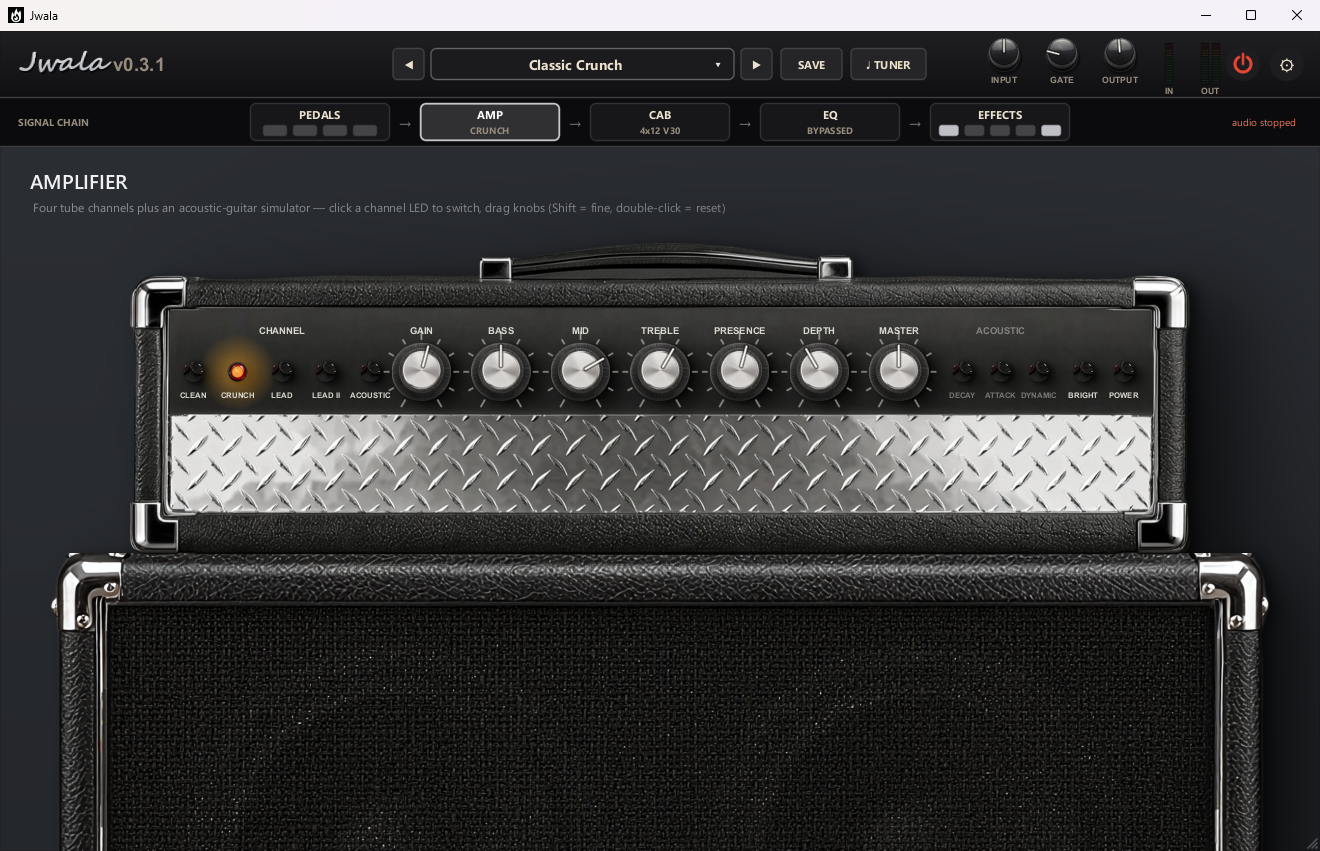 Jwala
Jwala v0.3.1
Classic Crunch
SAVE
♩ TUNER
INPUT
GATE
OUTPUT
IN
OUT
SIGNAL CHAIN
PEDALS
→
AMP
CRUNCH
→
CAB
4x12 V30
→
EQ
BYPASSED
→
EFFECTS
audio stopped
AMPLIFIER
Four tube channels plus an acoustic-guitar simulator — click a channel LED to switch, drag knobs (Shift = fine, double-click = reset)
CHANNEL
GAIN
BASS
MID
TREBLE
PRESENCE
DEPTH
MASTER
ACOUSTIC
CLEAN
CRUNCH
LEAD
LEAD II
ACOUSTIC
DECAY
ATTACK
DYNAMIC
BRIGHT
POWER